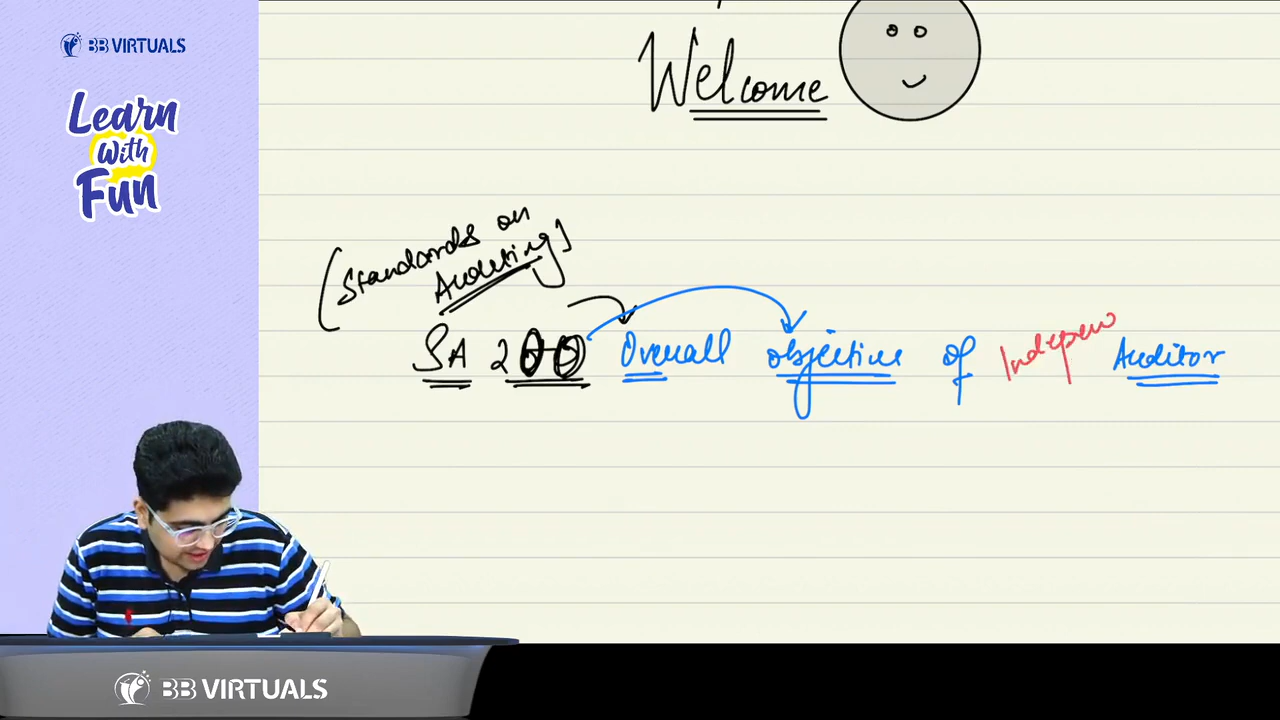 BB VIRTUALS
Learn
With
Fun
Welcome
(Standards on
Auditing]
SA 200 Overall objective of Indepen Auditor
BB VIRTUALS